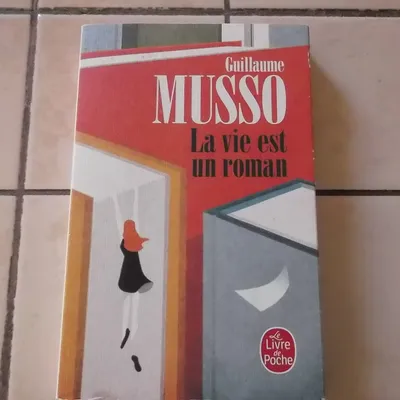 Guillaume
MUSSO
La vie est
un roman
Le
Livre
de
Poche